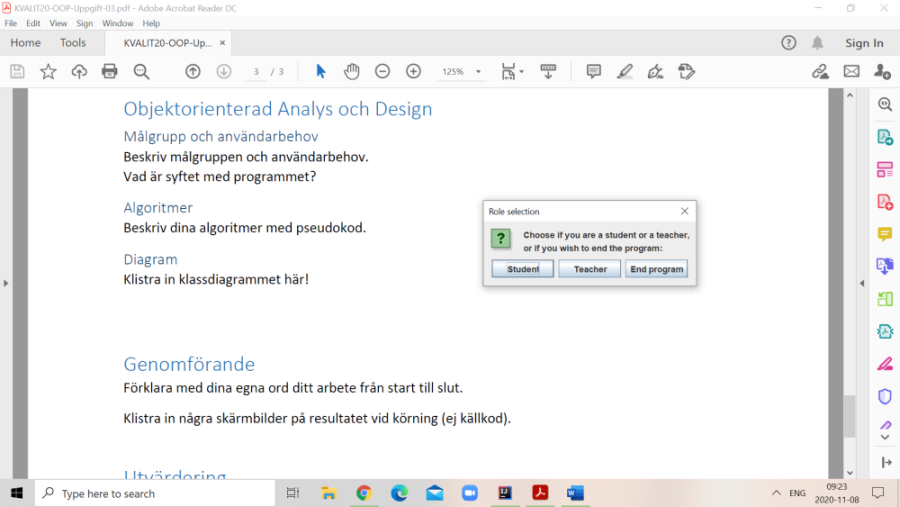 KVALIT20-OOP-Uppgift-03.pdf - Adobe Acrobat Reader DC
File Edit View Sign Window Help
Home Tools KVALIT20-OOP-Up... × Sign In
3 / 3 125%
Objektorienterad Analys och Design
Målgrupp och användarbehov
Beskriv målgruppen och användarbehov.
Vad är syftet med programmet?
Algoritmer
Beskriv dina algoritmer med pseudokod.
Diagram
Klistra in klassdiagrammet här!
Role selection
Choose if you are a student or a teacher,
or if you wish to end the program:
Student Teacher End program
Genomförande
Förklara med dina egna ord ditt arbete från start till slut.
Klistra in några skärmbilder på resultatet vid körning (ej källkod).
Utvärdering
Type here to search
ENG
09:23
2020-11-08